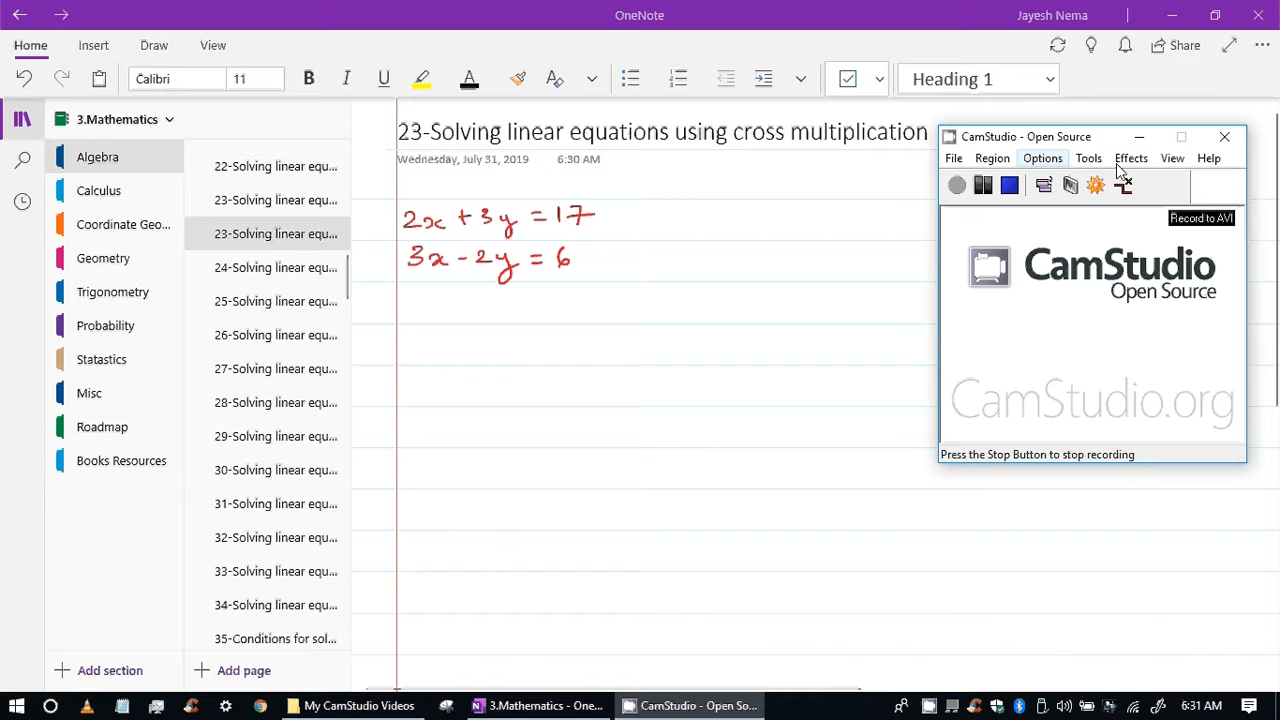 OneNote
Jayesh Nema
Home Insert Draw View
Share
Calibri 11 B I U A Heading 1
3.Mathematics
Algebra
Calculus
Coordinate Geo...
Geometry
Trigonometry
Probability
Statastics
Misc
Roadmap
Books Resources
Add section
22-Solving linear equ...
23-Solving linear equ...
23-Solving linear equ...
24-Solving linear equ...
25-Solving linear equ...
26-Solving linear equ...
27-Solving linear equ...
28-Solving linear equ...
29-Solving linear equ...
30-Solving linear equ...
31-Solving linear equ...
32-Solving linear equ...
33-Solving linear equ...
34-Solving linear equ...
35-Conditions for sol...
Add page
23-Solving linear equations using cross multiplication
Wednesday, July 31, 2019 6:30 AM
2x + 3y = 17
3x - 2y = 6
CamStudio - Open Source
File Region Options Tools Effects View Help
Record to AVI
CamStudio
Open Source
CamStudio.org
Press the Stop Button to stop recording
My CamStudio Videos
3.Mathematics - One...
CamStudio - Open So...
6:31 AM